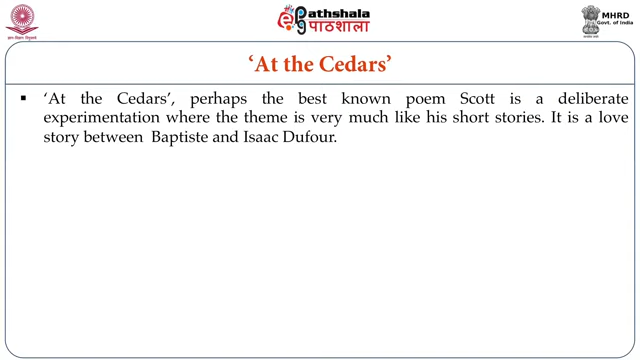 Pathshala
पाठशाला
MHRD
Govt. of India
‘At the Cedars’
▪ ‘At the Cedars’, perhaps the best known poem Scott is a deliberate
experimentation where the theme is very much like his short stories. It is a love
story between Baptiste and Isaac Dufour.